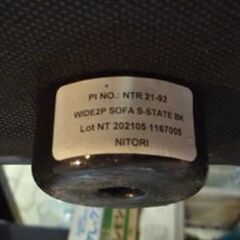 PI NO.: NTR 21-92
WIDE2P SOFA S-STATE BK
Lot NT 202105 1167005
NITORI